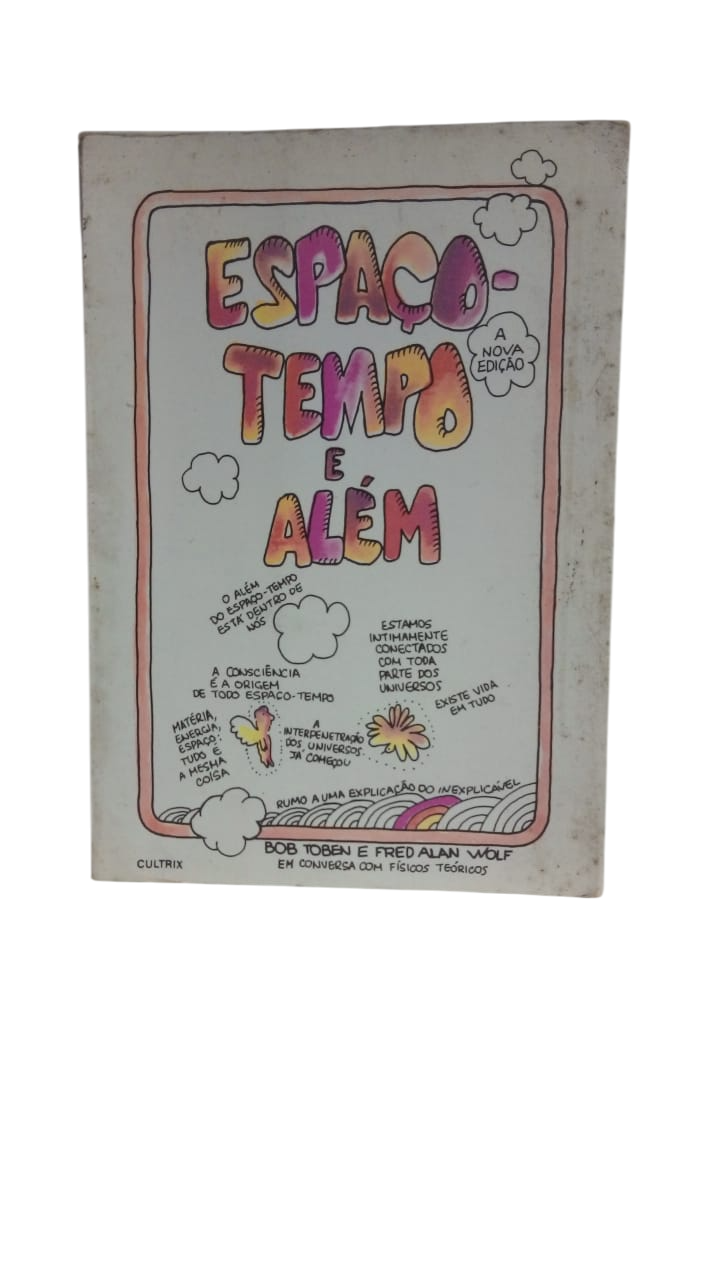 ESPAÇO-
TEMPO
E
ALÉM
A
NOVA
EDIÇÃO
O ALÉM
DO ESPAÇO-TEMPO
ESTÁ DENTRO DE
NÓS
ESTAMOS
INTIMAMENTE
CONECTADOS
COM TODA
PARTE DOS
UNIVERSOS
A CONSCIÊNCIA
É A ORIGEM
DE TODO ESPAÇO-TEMPO
EXISTE VIDA
EM TUDO
MATÉRIA,
ENERGIA,
ESPAÇO:
TUDO É
A MESMA
COISA
A
INTERPENETRAÇÃO
DOS UNIVERSOS
JÁ COMEÇOU
RUMO A UMA EXPLICAÇÃO DO INEXPLICÁVEL
BOB TOBEN E FRED ALAN WOLF
EM CONVERSA COM FÍSICOS TEÓRICOS
CULTRIX